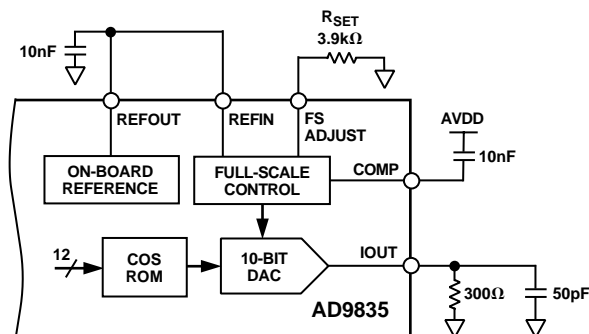 RSET
3.9kΩ
10nF
REFOUT
REFIN
FS
ADJUST
AVDD
10nF
ON-BOARD
REFERENCE
FULL-SCALE
CONTROL
COMP
12
COS
ROM
10-BIT
DAC
IOUT
AD9835
300Ω
50pF